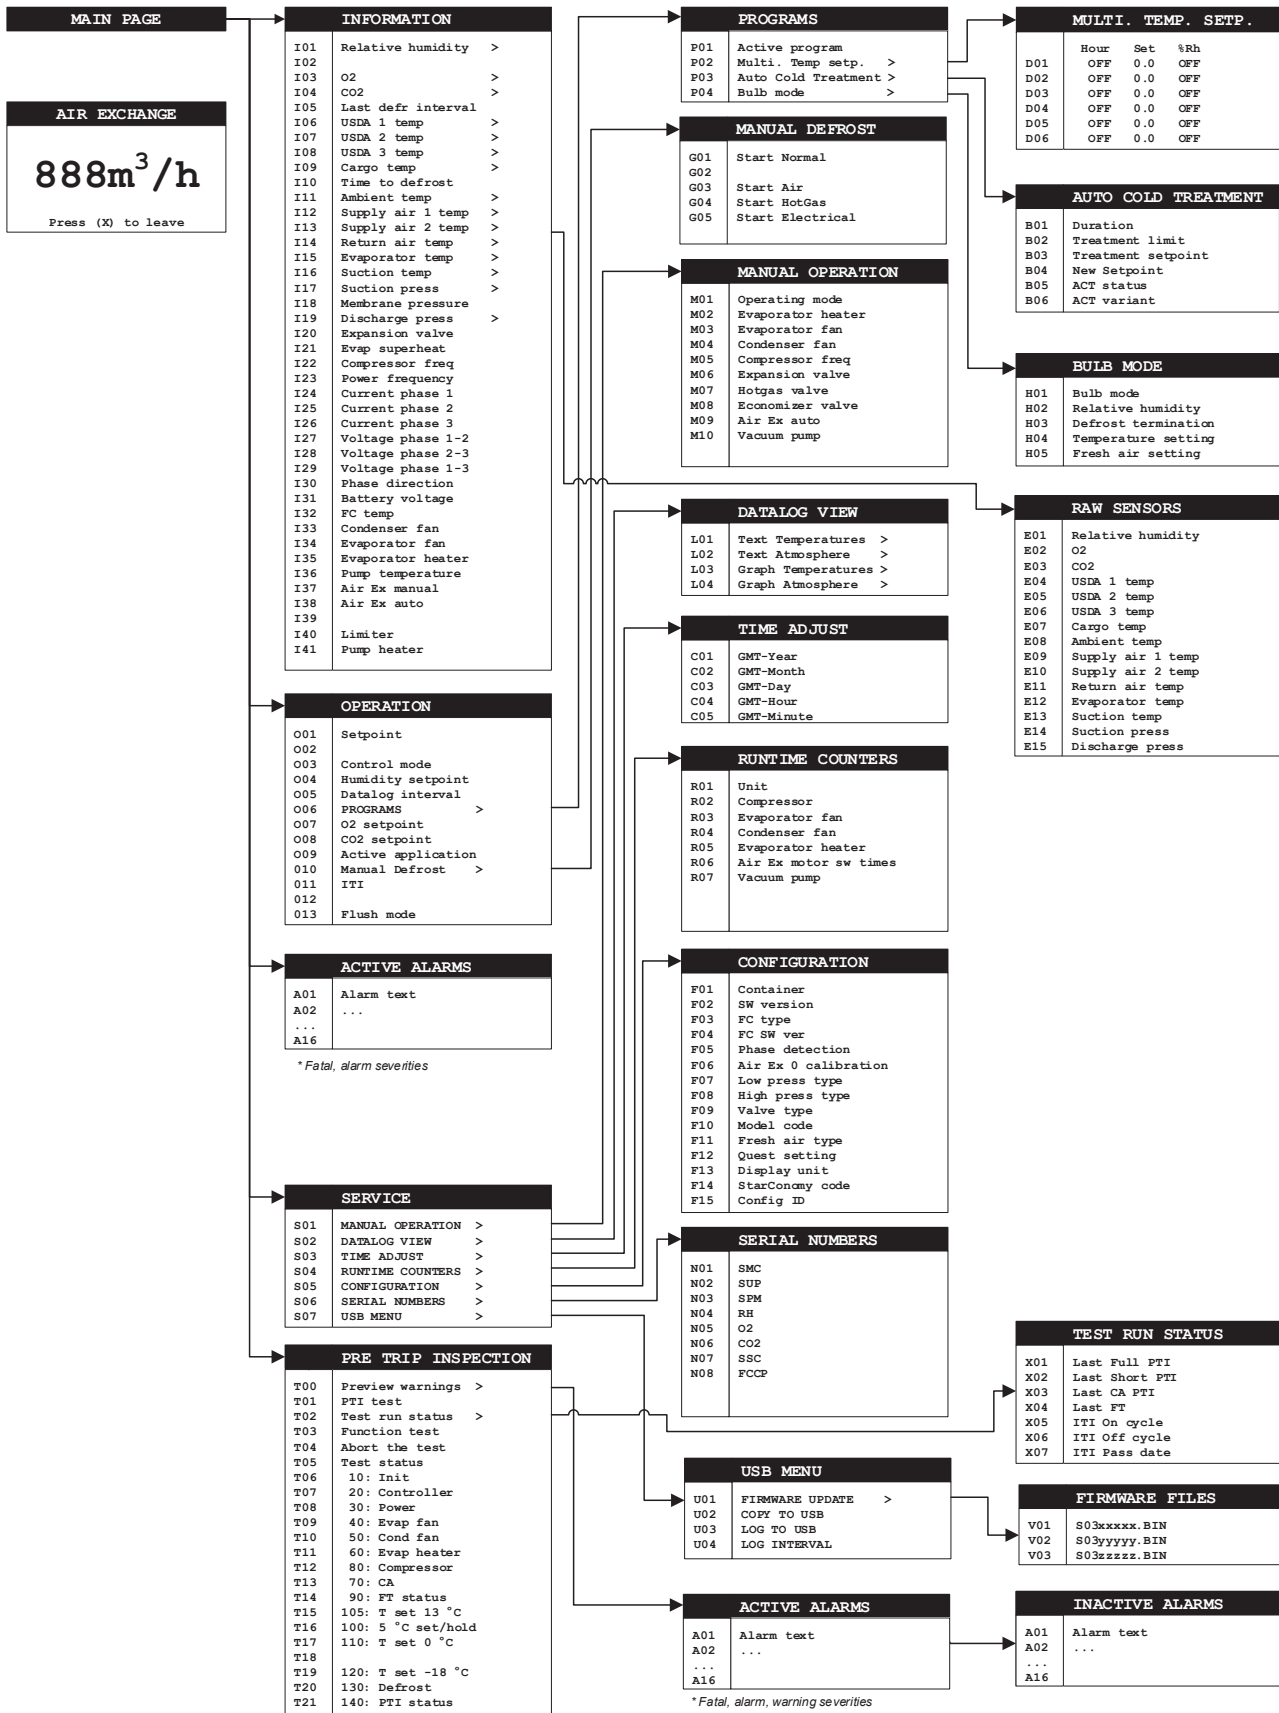 MAIN PAGE
AIR EXCHANGE
888m³/h
Press (X) to leave
INFORMATION
I01 Relative humidity >
I02
I03 O2 >
I04 CO2 >
I05 Last defr interval
I06 USDA 1 temp >
I07 USDA 2 temp >
I08 USDA 3 temp >
I09 Cargo temp >
I10 Time to defrost
I11 Ambient temp >
I12 Supply air 1 temp >
I13 Supply air 2 temp >
I14 Return air temp >
I15 Evaporator temp >
I16 Suction temp >
I17 Suction press >
I18 Membrane pressure
I19 Discharge press >
I20 Expansion valve
I21 Evap superheat
I22 Compressor freq
I23 Power frequency
I24 Current phase 1
I25 Current phase 2
I26 Current phase 3
I27 Voltage phase 1-2
I28 Voltage phase 2-3
I29 Voltage phase 1-3
I30 Phase direction
I31 Battery voltage
I32 FC temp
I33 Condenser fan
I34 Evaporator fan
I35 Evaporator heater
I36 Pump temperature
I37 Air Ex manual
I38 Air Ex auto
I39
I40 Limiter
I41 Pump heater
OPERATION
O01 Setpoint
O02
O03 Control mode
O04 Humidity setpoint
O05 Datalog interval
O06 PROGRAMS >
O07 O2 setpoint
O08 CO2 setpoint
O09 Active application
O10 Manual Defrost >
O11 ITI
O12
O13 Flush mode
ACTIVE ALARMS
A01 Alarm text
A02 ...
...
A16
* Fatal, alarm severities
SERVICE
S01 MANUAL OPERATION >
S02 DATALOG VIEW >
S03 TIME ADJUST >
S04 RUNTIME COUNTERS >
S05 CONFIGURATION >
S06 SERIAL NUMBERS >
S07 USB MENU >
PRE TRIP INSPECTION
T00 Preview warnings >
T01 PTI test
T02 Test run status >
T03 Function test
T04 Abort the test
T05 Test status
T06 10: Init
T07 20: Controller
T08 30: Power
T09 40: Evap fan
T10 50: Cond fan
T11 60: Evap heater
T12 80: Compressor
T13 70: CA
T14 90: FT status
T15 105: T set 13 °C
T16 100: 5 °C set/hold
T17 110: T set 0 °C
T18
T19 120: T set -18 °C
T20 130: Defrost
T21 140: PTI status
PROGRAMS
P01 Active program
P02 Multi. Temp setp. >
P03 Auto Cold Treatment >
P04 Bulb mode >
MANUAL DEFROST
G01 Start Normal
G02
G03 Start Air
G04 Start HotGas
G05 Start Electrical
MANUAL OPERATION
M01 Operating mode
M02 Evaporator heater
M03 Evaporator fan
M04 Condenser fan
M05 Compressor freq
M06 Expansion valve
M07 Hotgas valve
M08 Economizer valve
M09 Air Ex auto
M10 Vacuum pump
DATALOG VIEW
L01 Text Temperatures >
L02 Text Atmosphere >
L03 Graph Temperatures >
L04 Graph Atmosphere >
TIME ADJUST
C01 GMT-Year
C02 GMT-Month
C03 GMT-Day
C04 GMT-Hour
C05 GMT-Minute
RUNTIME COUNTERS
R01 Unit
R02 Compressor
R03 Evaporator fan
R04 Condenser fan
R05 Evaporator heater
R06 Air Ex motor sw times
R07 Vacuum pump
CONFIGURATION
F01 Container
F02 SW version
F03 FC type
F04 FC SW ver
F05 Phase detection
F06 Air Ex 0 calibration
F07 Low press type
F08 High press type
F09 Valve type
F10 Model code
F11 Fresh air type
F12 Quest setting
F13 Display unit
F14 StarConomy code
F15 Config ID
SERIAL NUMBERS
N01 SMC
N02 SUP
N03 SPM
N04 RH
N05 O2
N06 CO2
N07 SSC
N08 FCCP
USB MENU
U01 FIRMWARE UPDATE >
U02 COPY TO USB
U03 LOG TO USB
U04 LOG INTERVAL
ACTIVE ALARMS
A01 Alarm text
A02 ...
...
A16
* Fatal, alarm, warning severities
MULTI. TEMP. SETP.
Hour Set %Rh
D01 OFF 0.0 OFF
D02 OFF 0.0 OFF
D03 OFF 0.0 OFF
D04 OFF 0.0 OFF
D05 OFF 0.0 OFF
D06 OFF 0.0 OFF
AUTO COLD TREATMENT
B01 Duration
B02 Treatment limit
B03 Treatment setpoint
B04 New Setpoint
B05 ACT status
B06 ACT variant
BULB MODE
H01 Bulb mode
H02 Relative humidity
H03 Defrost termination
H04 Temperature setting
H05 Fresh air setting
RAW SENSORS
E01 Relative humidity
E02 O2
E03 CO2
E04 USDA 1 temp
E05 USDA 2 temp
E06 USDA 3 temp
E07 Cargo temp
E08 Ambient temp
E09 Supply air 1 temp
E10 Supply air 2 temp
E11 Return air temp
E12 Evaporator temp
E13 Suction temp
E14 Suction press
E15 Discharge press
TEST RUN STATUS
X01 Last Full PTI
X02 Last Short PTI
X03 Last CA PTI
X04 Last FT
X05 ITI On cycle
X06 ITI Off cycle
X07 ITI Pass date
FIRMWARE FILES
V01 S03xxxxx.BIN
V02 S03yyyyy.BIN
V03 S03zzzzz.BIN
INACTIVE ALARMS
A01 Alarm text
A02 ...
...
A16